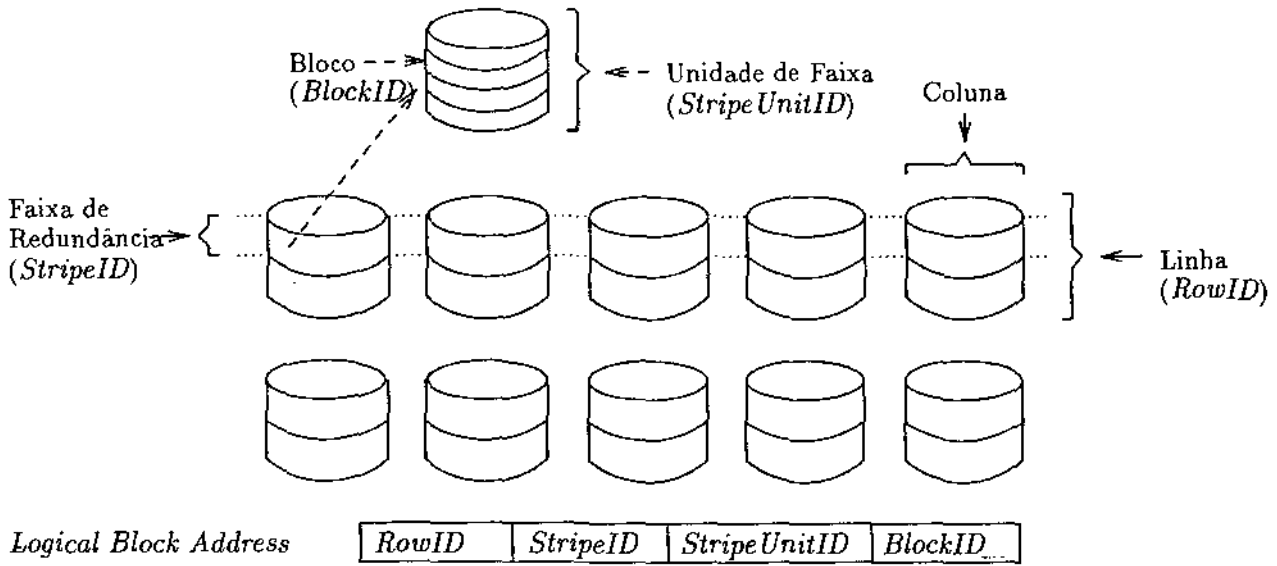 Bloco
(BlockID)
Unidade de Faixa
(StripeUnitID)
Coluna
Faixa de
Redundância
(StripeID)
Linha
(RowID)
Logical Block Address RowID StripeID StripeUnitID BlockID